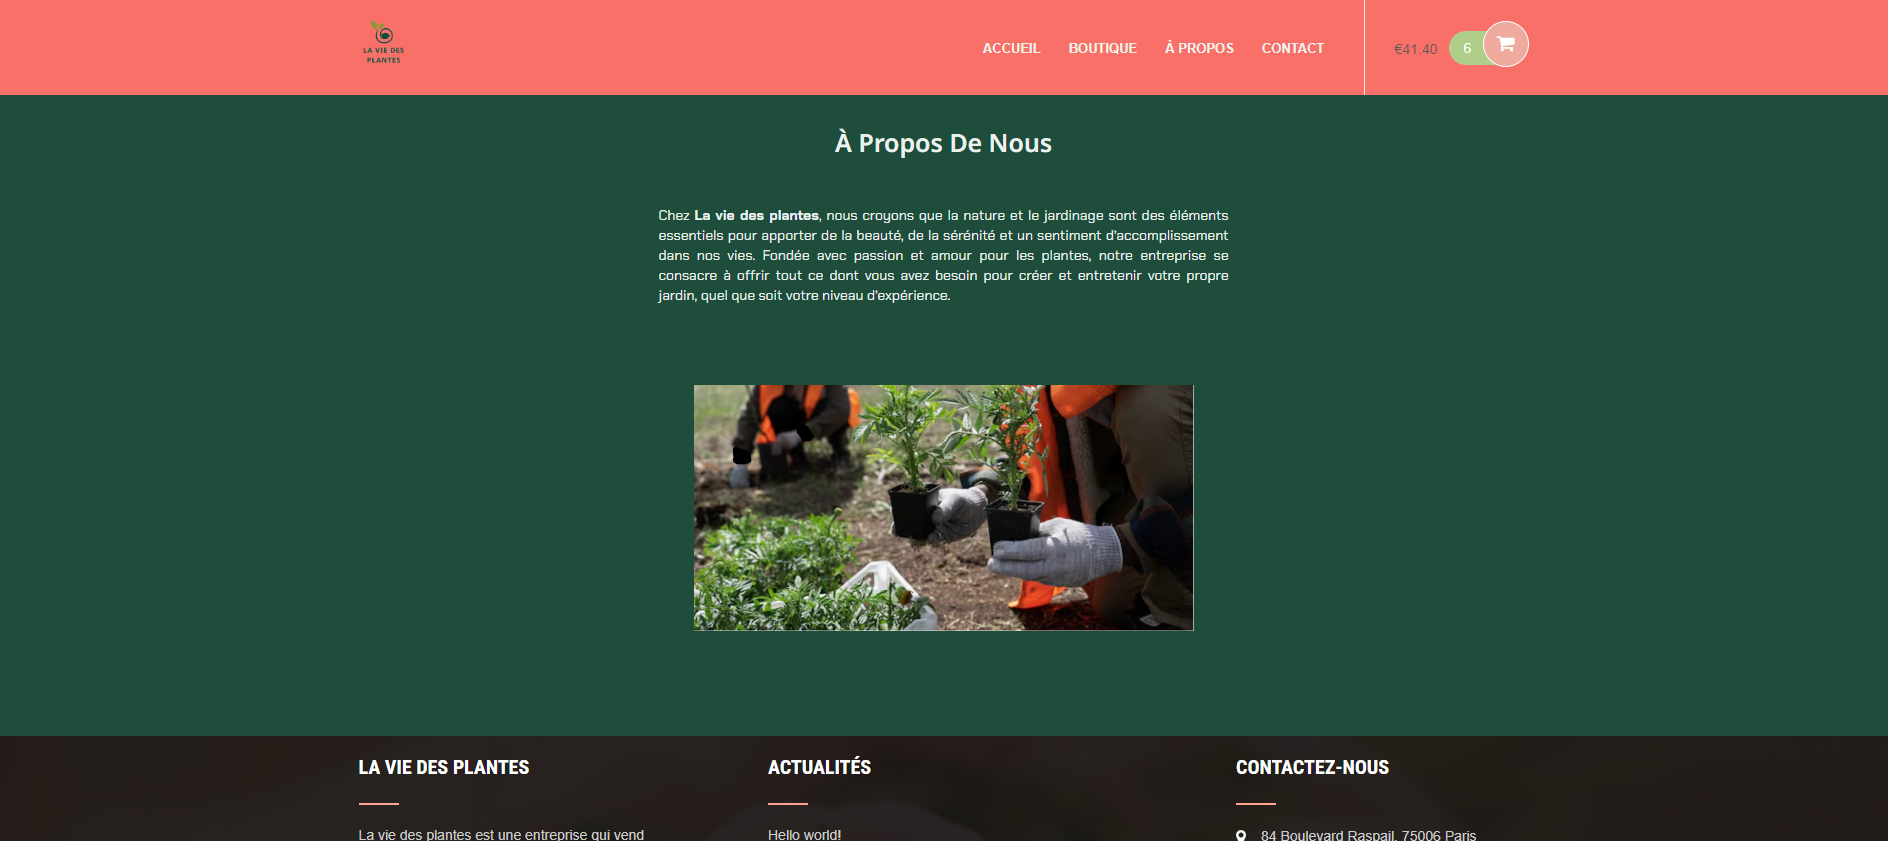 LA VIE DES
PLANTES
ACCUEIL
BOUTIQUE
À PROPOS
CONTACT
€41.40
6
À Propos De Nous
Chez La vie des plantes, nous croyons que la nature et le jardinage sont des éléments
essentiels pour apporter de la beauté, de la sérénité et un sentiment d'accomplissement
dans nos vies. Fondée avec passion et amour pour les plantes, notre entreprise se
consacre à offrir tout ce dont vous avez besoin pour créer et entretenir votre propre
jardin, quel que soit votre niveau d'expérience.
LA VIE DES PLANTES
La vie des plantes est une entreprise qui vend
ACTUALITÉS
Hello world!
CONTACTEZ-NOUS
84 Boulevard Raspail, 75006 Paris